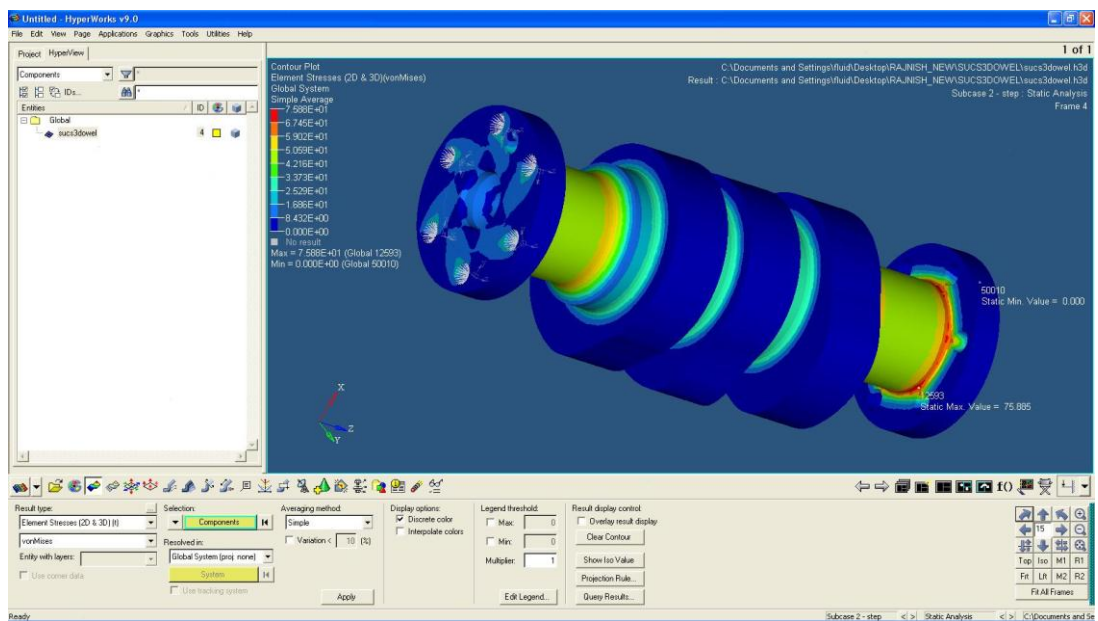 Untitled - HyperWorks v9.0
File Edit View Page Applications Graphics Tools Utilities Help
Project HyperView
1 of 1
Components
IDs...
Entities ID
Global
sucs3dowel 4
Contour Plot
Element Stresses (2D & 3D)(vonMises)
Global System
Simple Average
7.588E+01
6.745E+01
5.902E+01
5.059E+01
4.216E+01
3.373E+01
2.529E+01
1.686E+01
8.432E+00
0.000E+00
No result
Max = 7.588E+01 (Global 12593)
Min = 0.000E+00 (Global 50010)
C:\Documents and Settings\fluid\Desktop\RAJNISH_NEW\SUCS3DOWEL\sucs3dowel.h3d
Result : C:\Documents and Settings\fluid\Desktop\RAJNISH_NEW\SUCS3DOWEL\sucs3dowel.h3d
Subcase 2 - step : Static Analysis
Frame 4
50010
Static Min. Value = 0.000
12593
Static Max. Value = 75.885
X
Z
Y
f()
Result type:
Element Stresses (2D & 3D) (t)
vonMises
Entity with layers:
Use corner data
Selection:
Components
Resolved in:
Global System (proj: none)
System
Use tracking system
Averaging method:
Simple
Variation < 10 (%)
Apply
Display options:
Discrete color
Interpolate colors
Legend threshold:
Max: 0
Min: 0
Multiplier: 1
Edit Legend...
Result display control:
Overlay result display
Clear Contour
Show Iso Value
Projection Rule...
Query Results...
15
Top Iso M1 R1
Frt Lft M2 R2
Fit All Frames
Ready
Subcase 2 - step < > Static Analysis < > C:\Documents and Se